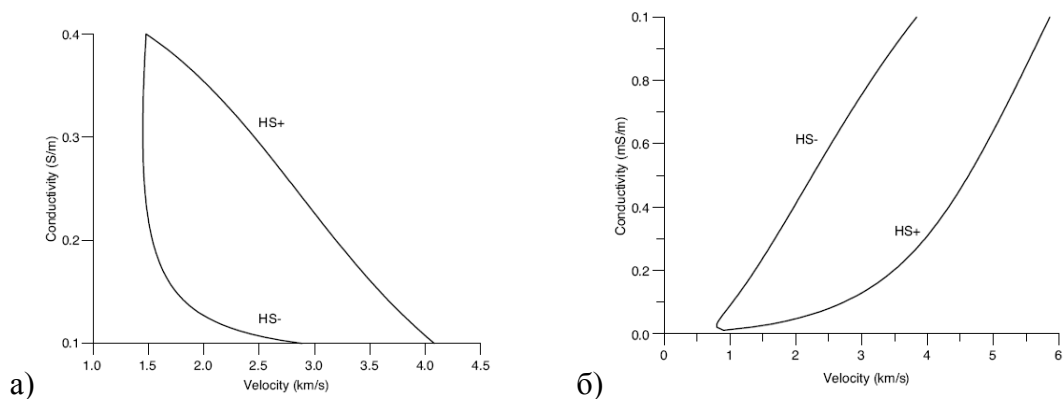 0.4
0.3
0.2
0.1
Conductivity (S/m)
HS+
HS-
1.0 1.5 2.0 2.5 3.0 3.5 4.0 4.5
Velocity (km/s)
а)
0.1
0.8
0.6
0.4
0.2
0.0
Conductivity (mS/m)
HS-
HS+
0 1 2 3 4 5 6
Velocity (km/s)
б)